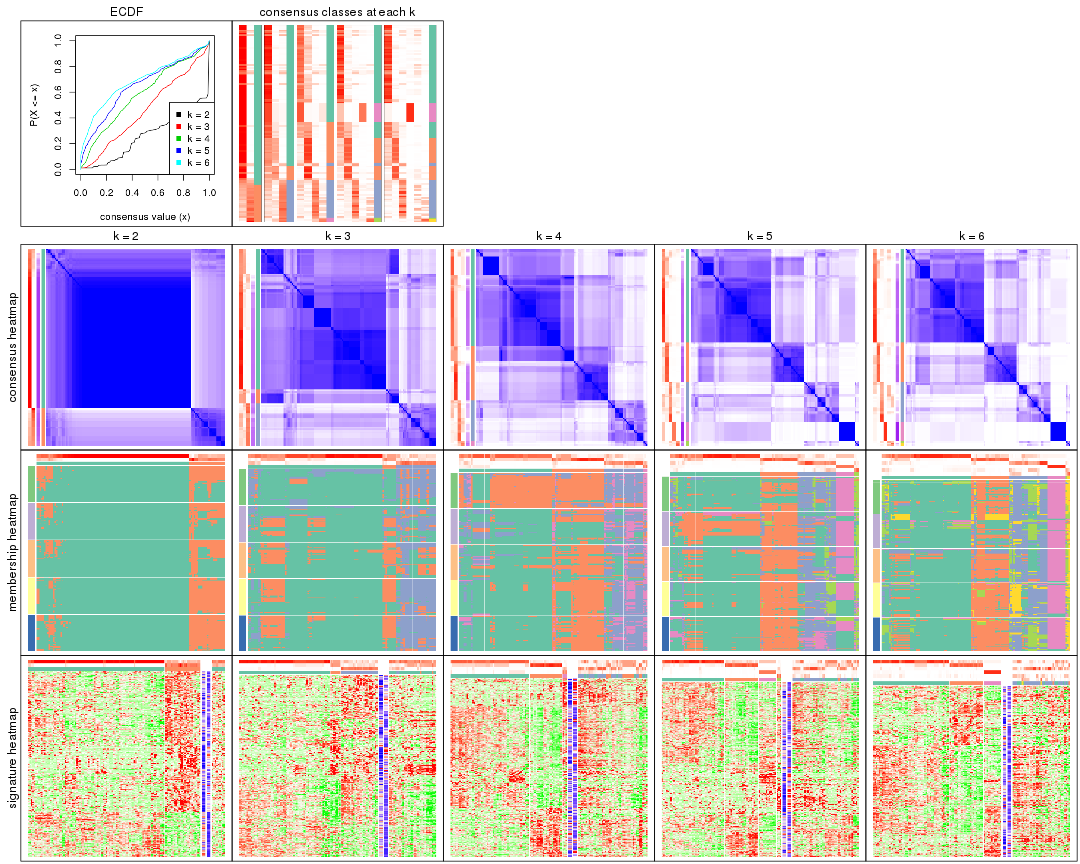 ECDF
consensus classes at each k
P(X <= x)
0.0 0.2 0.4 0.6 0.8 1.0
k = 2
k = 3
k = 4
k = 5
k = 6
0.0 0.2 0.4 0.6 0.8 1.0
consensus value (x)
k = 2
k = 3
k = 4
k = 5
k = 6
consensus heatmap
membership heatmap
signature heatmap